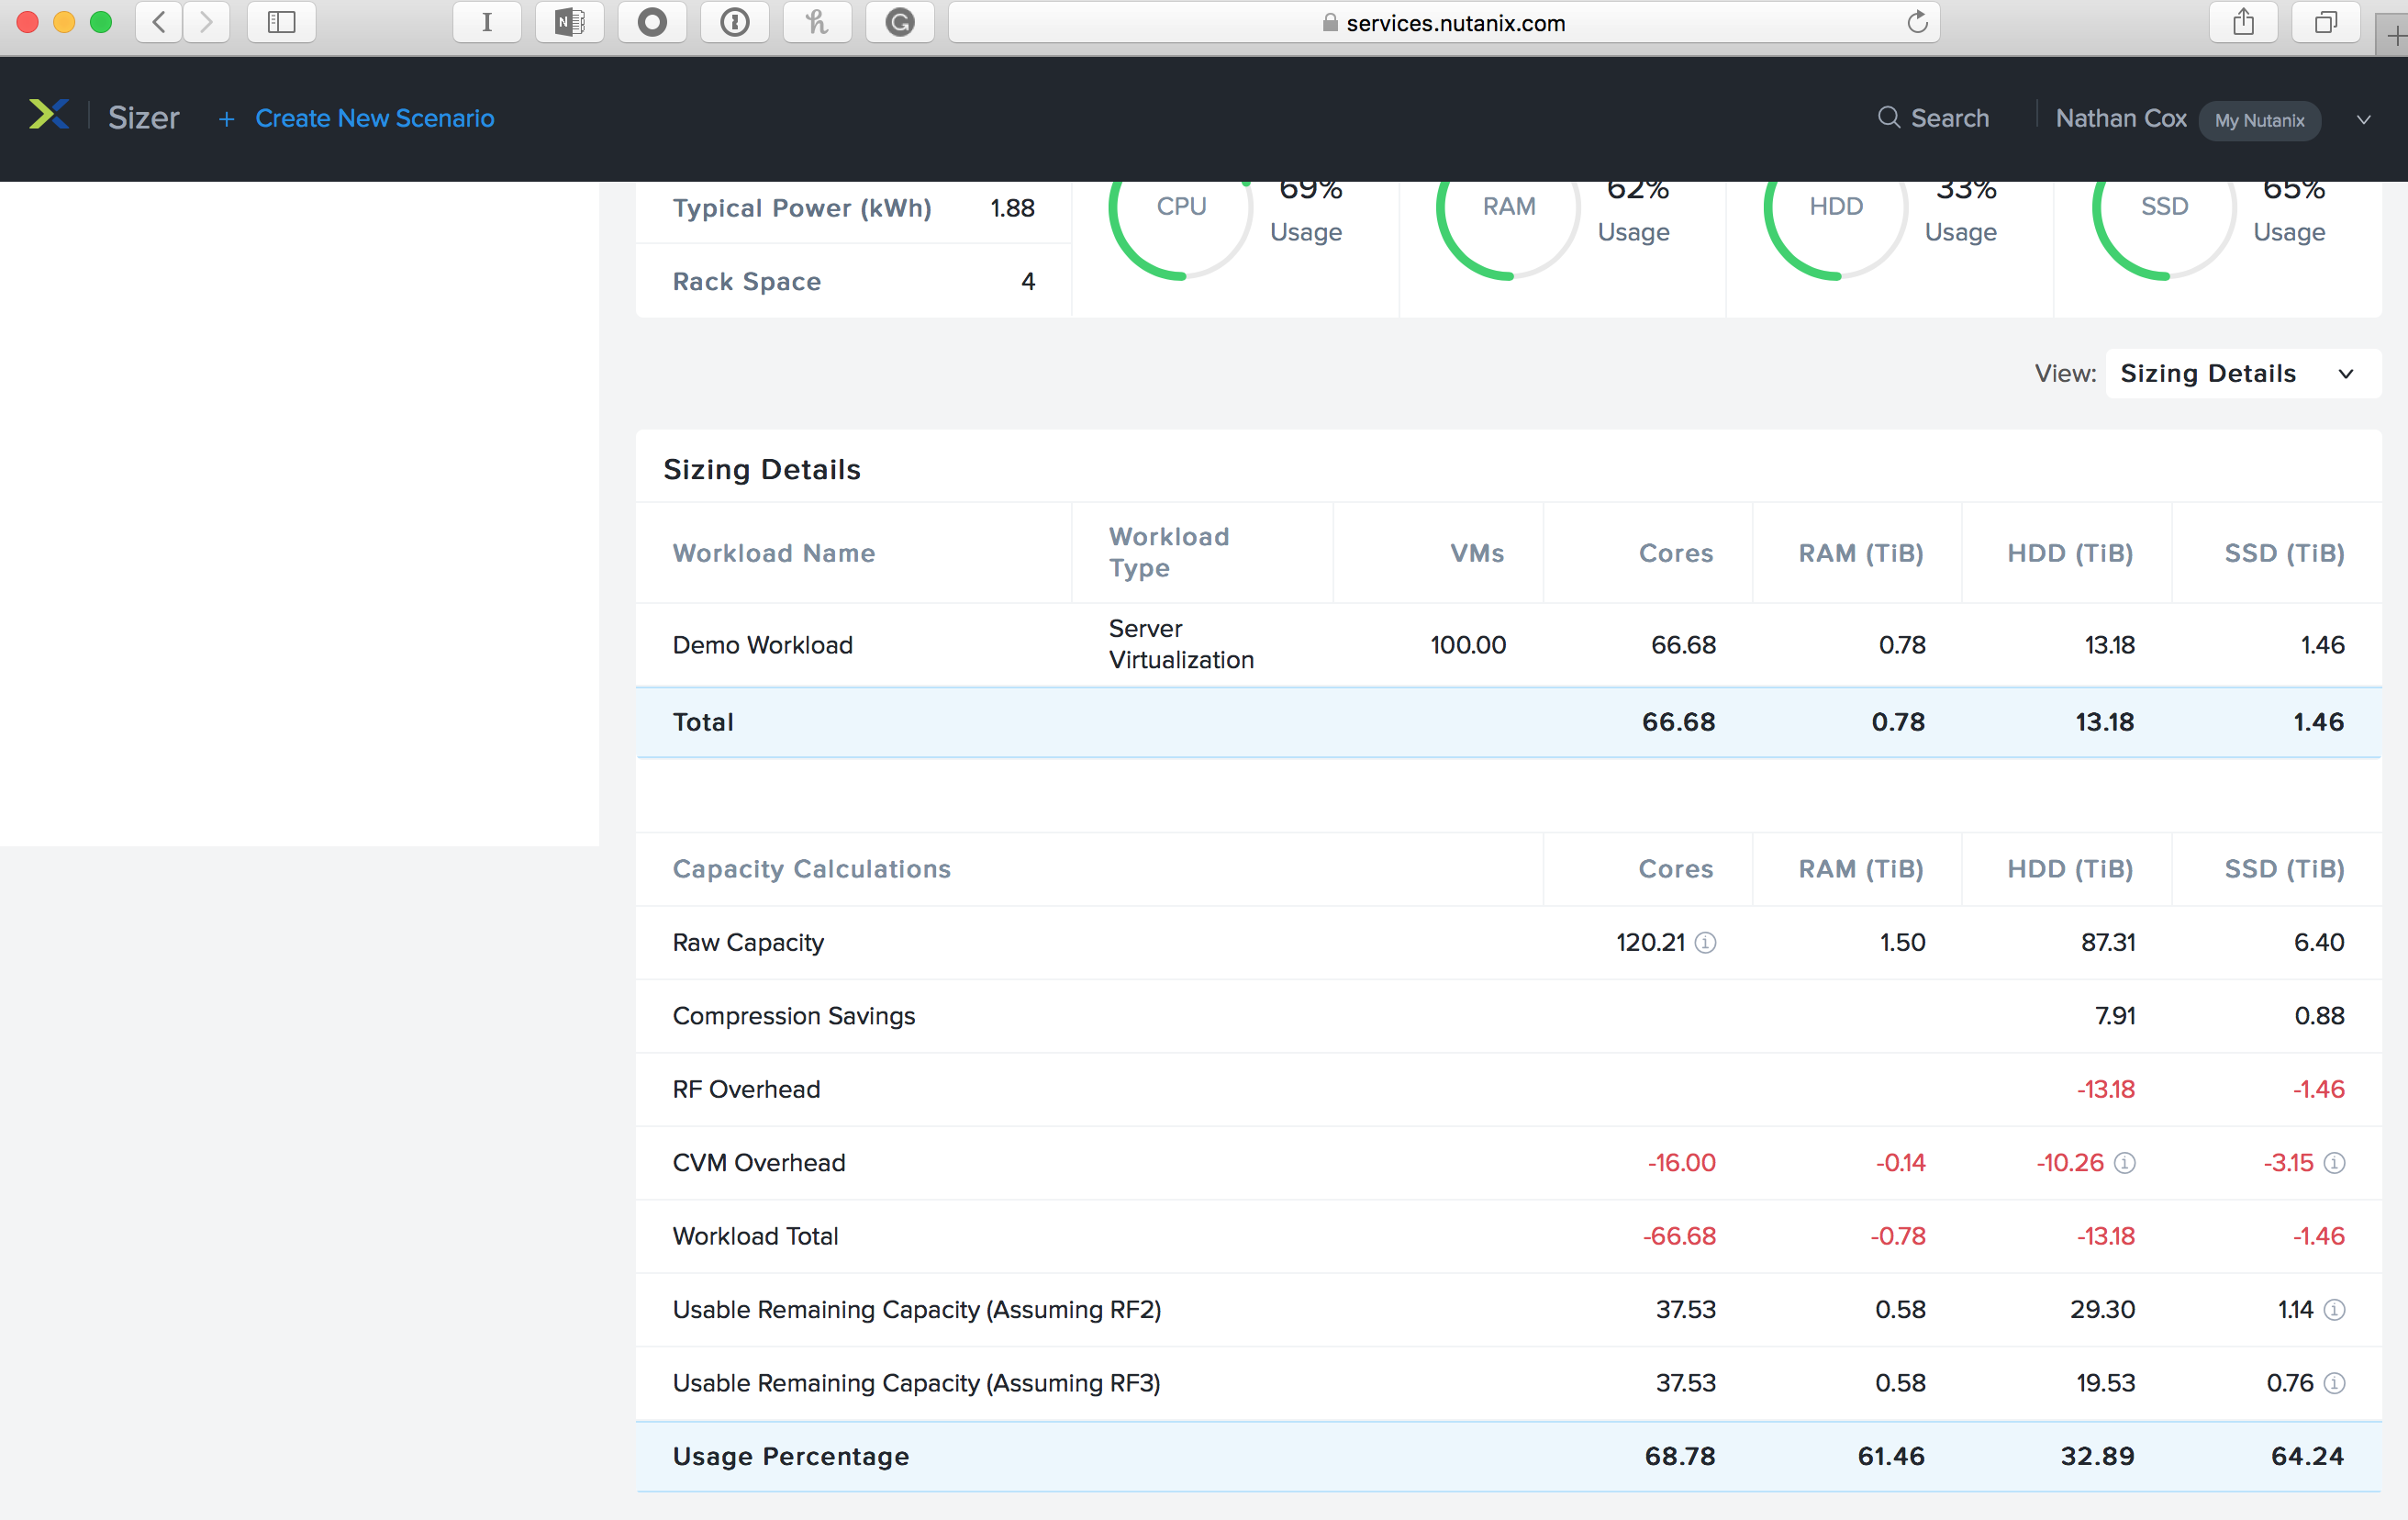 services.nutanix.com
Sizer + Create New Scenario Search Nathan Cox My Nutanix
Typical Power (kWh) 1.88
CPU 69% Usage
RAM 62% Usage
HDD 33% Usage
SSD 65% Usage
Rack Space 4
View: Sizing Details
Sizing Details
Workload Name Workload Type VMs Cores RAM (TiB) HDD (TiB) SSD (TiB)
Demo Workload Server Virtualization 100.00 66.68 0.78 13.18 1.46
Total 66.68 0.78 13.18 1.46
Capacity Calculations Cores RAM (TiB) HDD (TiB) SSD (TiB)
Raw Capacity 120.21 1.50 87.31 6.40
Compression Savings 7.91 0.88
RF Overhead -13.18 -1.46
CVM Overhead -16.00 -0.14 -10.26 -3.15
Workload Total -66.68 -0.78 -13.18 -1.46
Usable Remaining Capacity (Assuming RF2) 37.53 0.58 29.30 1.14
Usable Remaining Capacity (Assuming RF3) 37.53 0.58 19.53 0.76
Usage Percentage 68.78 61.46 32.89 64.24